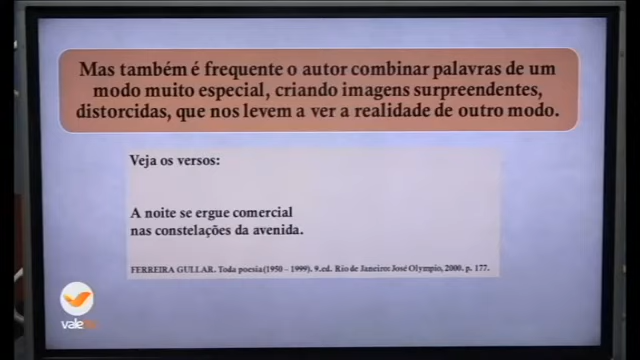 Mas também é frequente o autor combinar palavras de um
modo muito especial, criando imagens surpreendentes,
distorcidas, que nos levem a ver a realidade de outro modo.
Veja os versos:
A noite se ergue comercial
nas constelações da avenida.
FERREIRA GULLAR. Toda poesia (1950 – 1999). 9.ed. Rio de Janeiro: José Olympio, 2000. p. 177.
vale